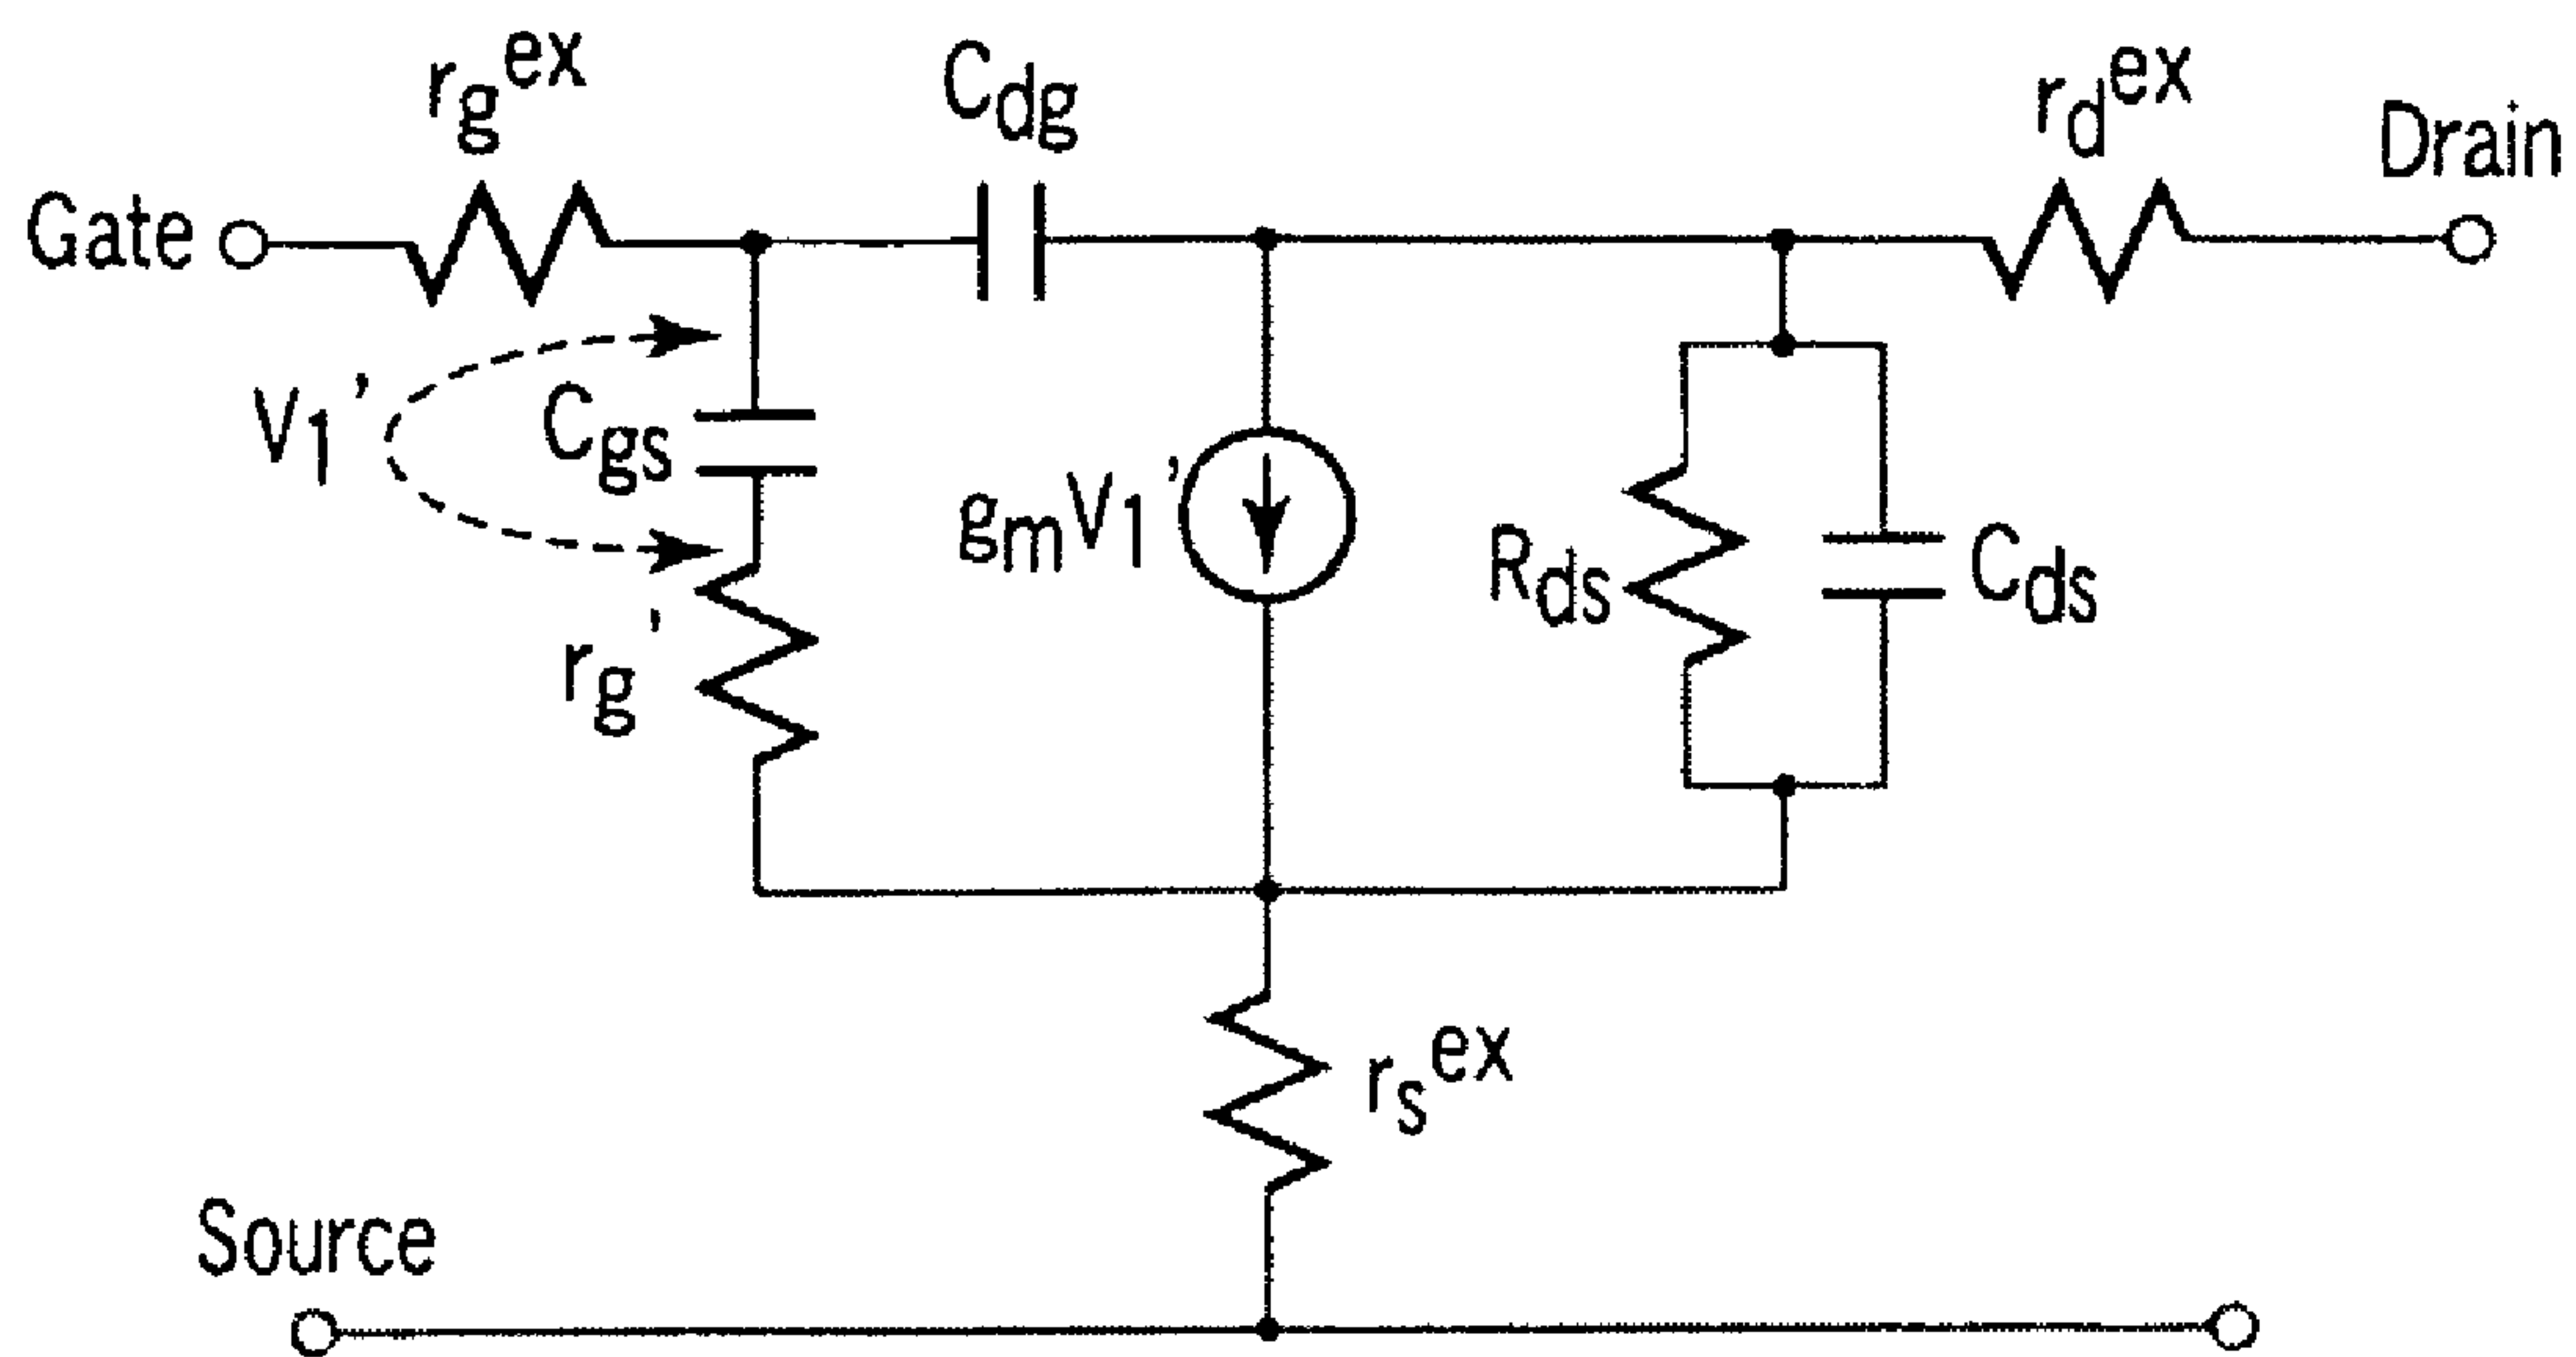 rg^ex
Cdg
rd^ex
Drain
Gate
V1'
Cgs
gmV1'
Rds
Cds
rg'
rs^ex
Source